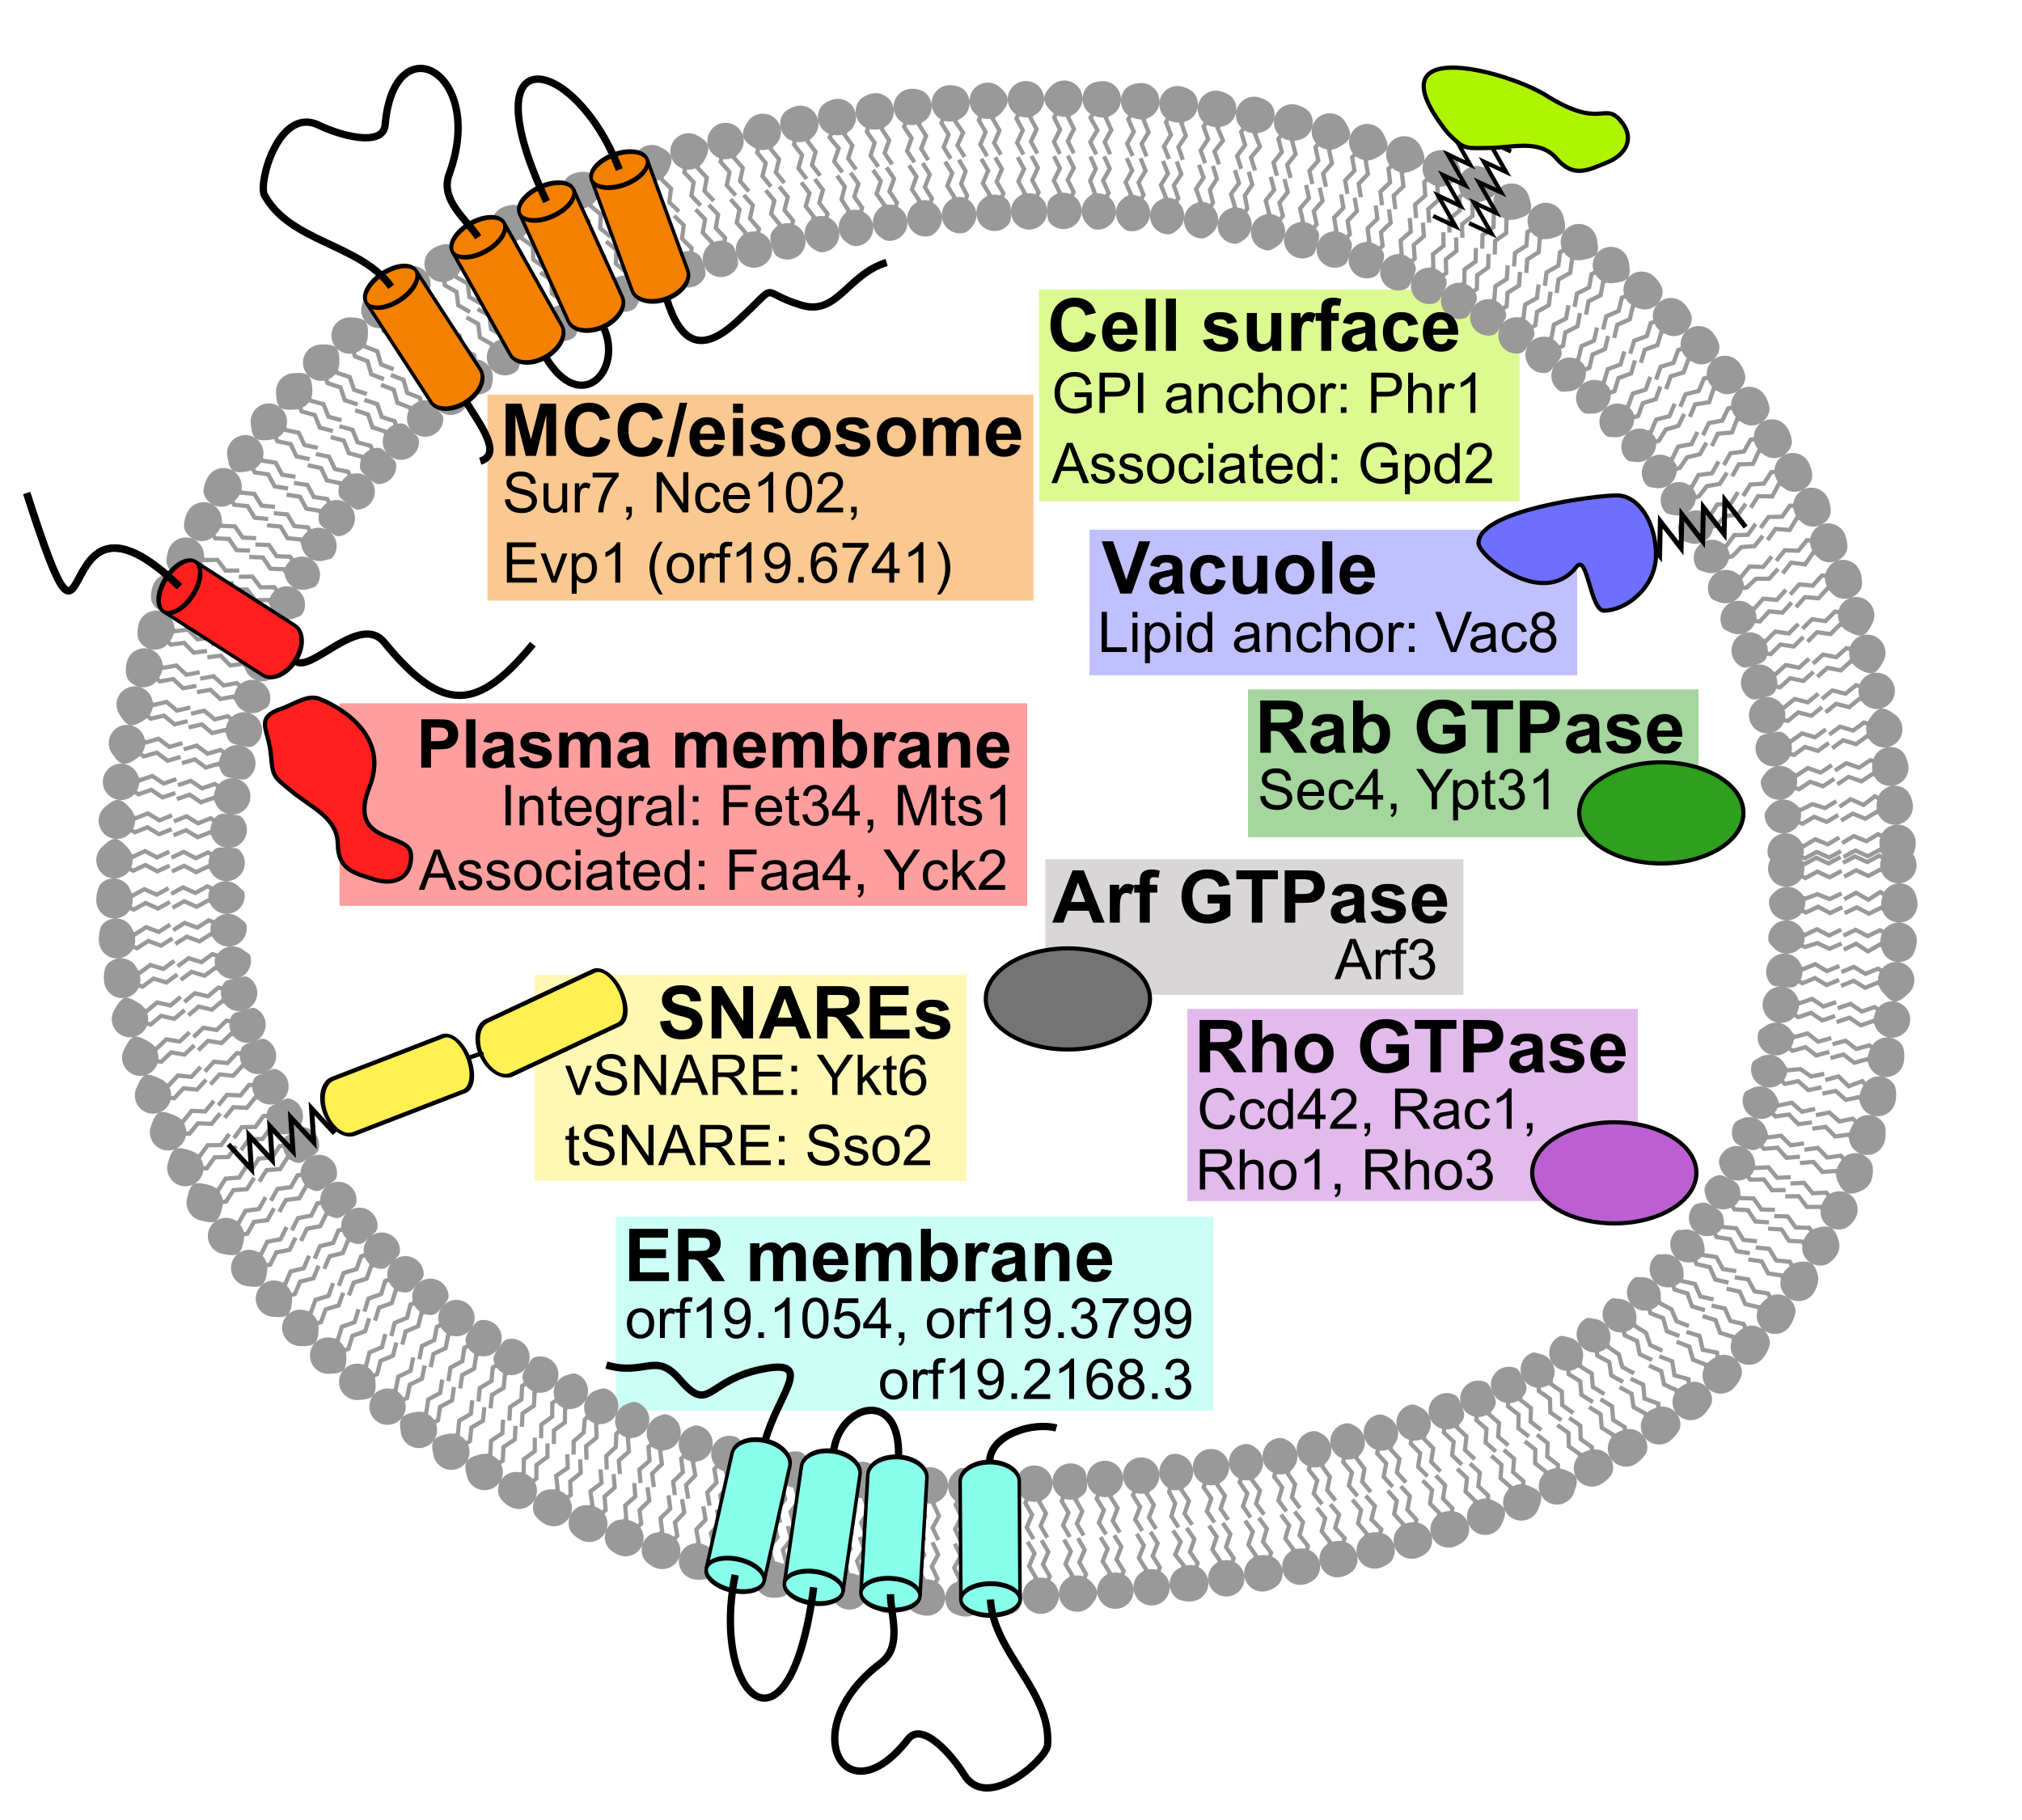 Cell surface
GPI anchor: Phr1
Associated: Gpd2
MCC/eisosome
Sur7, Nce102,
Evp1 (orf19.6741)
Vacuole
Lipid anchor: Vac8
Plasma membrane
Integral: Fet34, Mts1
Associated: Faa4, Yck2
Rab GTPase
Sec4, Ypt31
Arf GTPase
Arf3
SNAREs
vSNARE: Ykt6
tSNARE: Sso2
Rho GTPase
Ccd42, Rac1,
Rho1, Rho3
ER membrane
orf19.1054, orf19.3799
orf19.2168.3